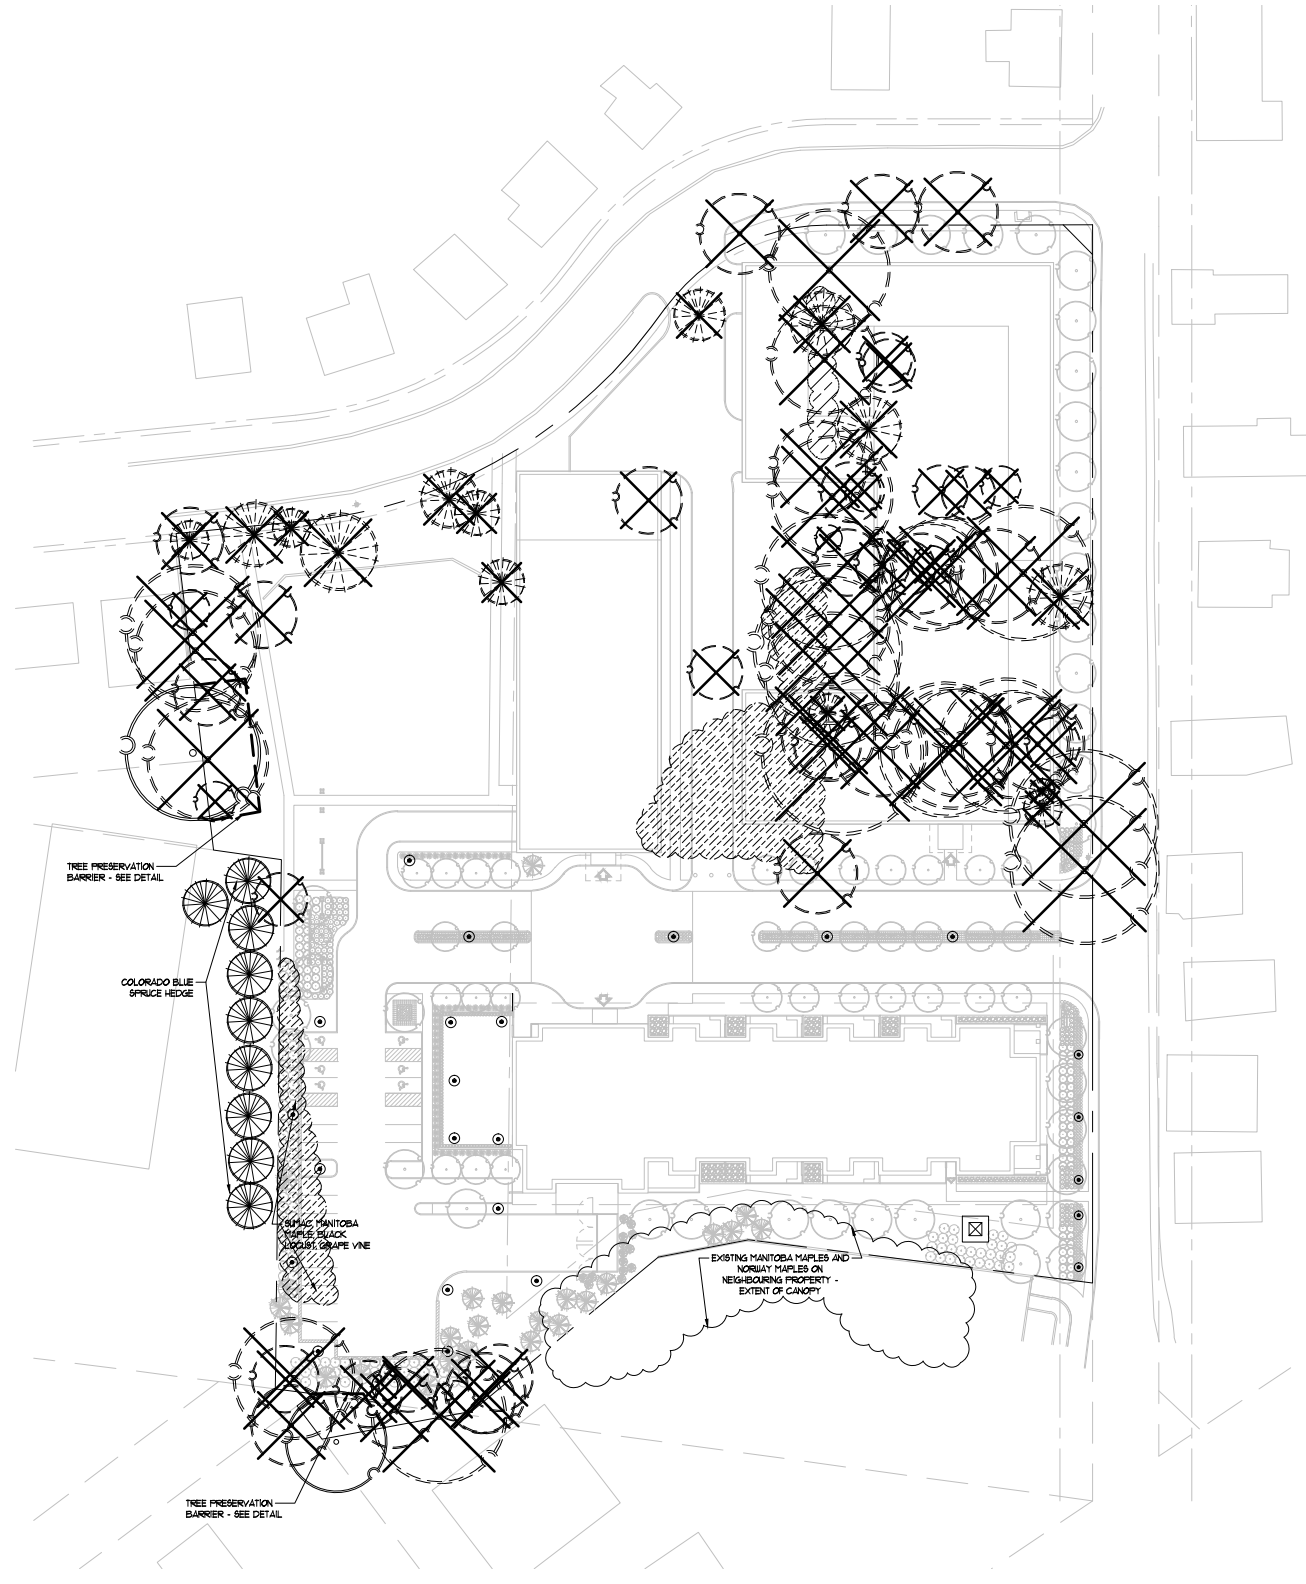 TREE PRESERVATION
BARRIER - SEE DETAIL
COLORADO BLUE
SPRUCE HEDGE
SUMAC, MANITOBA
MAPLE, BLACK
LOCUST, GRAPE VINE
EXISTING MANITOBA MAPLES AND
NORWAY MAPLES ON
NEIGHBOURING PROPERTY -
EXTENT OF CANOPY
TREE PRESERVATION
BARRIER - SEE DETAIL